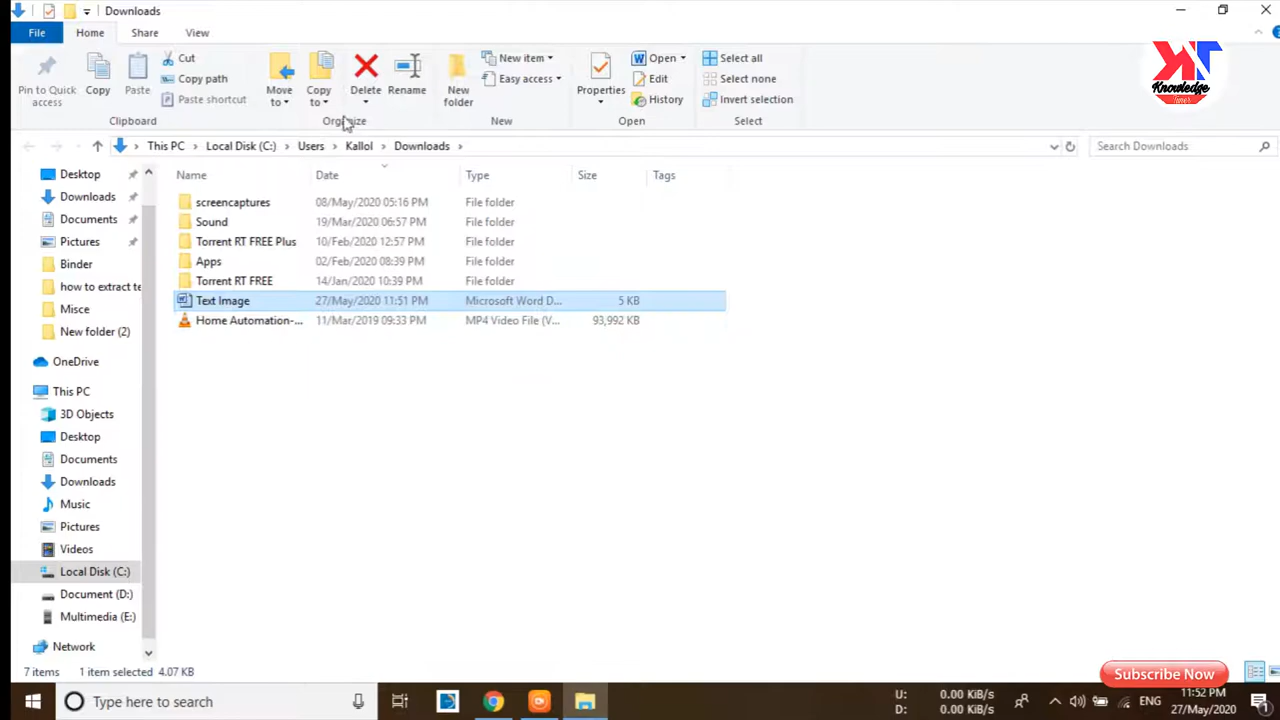 Downloads
File Home Share View
Pin to Quick access
Copy
Paste
Cut
Copy path
Paste shortcut
Move to
Copy to
Delete
Rename
New folder
New item
Easy access
Properties
Open
Edit
History
Select all
Select none
Invert selection
Clipboard Organize New Open Select
KT
Knowledge
Tuner
This PC Local Disk (C:) Users Kallol Downloads
Search Downloads
Name Date Type Size Tags
screencaptures 08/May/2020 05:16 PM File folder
Sound 19/Mar/2020 06:57 PM File folder
Torrent RT FREE Plus 10/Feb/2020 12:57 PM File folder
Apps 02/Feb/2020 08:39 PM File folder
Torrent RT FREE 14/Jan/2020 10:39 PM File folder
Text Image 27/May/2020 11:51 PM Microsoft Word D... 5 KB
Home Automation-... 11/Mar/2019 09:33 PM MP4 Video File (V... 93,992 KB
Desktop
Downloads
Documents
Pictures
Binder
how to extract te
Misce
New folder (2)
OneDrive
This PC
3D Objects
Desktop
Documents
Downloads
Music
Pictures
Videos
Local Disk (C:)
Document (D:)
Multimedia (E:)
Network
7 items 1 item selected 4.07 KB
Subscribe Now
Type here to search
U: 0.00 KiB/s
D: 0.00 KiB/s
ENG
11:52 PM
27/May/2020
1